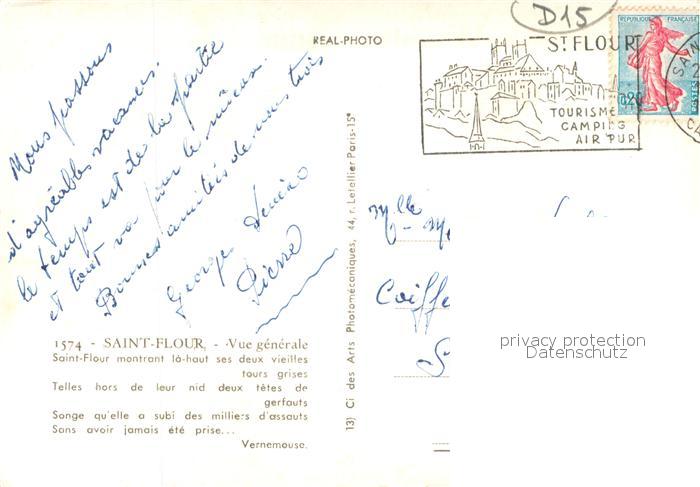 REAL-PHOTO
D15
ST FLOUR
TOURISME
CAMPING
AIR PUR
RÉPUBLIQUE FRANÇAISE
POSTES
Nous passons
d'agréables vacances.
le temps est de la partie
et tout va pour le mieux.
Bonnes amitiés de nous trois
Georges Denise
Pierre
Mlle
Coiffe
1574 - SAINT-FLOUR - Vue générale
Saint-Flour montrant là-haut ses deux vieilles
tours grises
Telles hors de leur nid deux têtes de
gerfauts
Songe qu'elle a subi des milliers d'assauts
Sans avoir jamais été prise...
Vernemouse.
13) Ci des Arts Photomécaniques, 44, r. Letellier Paris-15e
privacy protection
Datenschutz